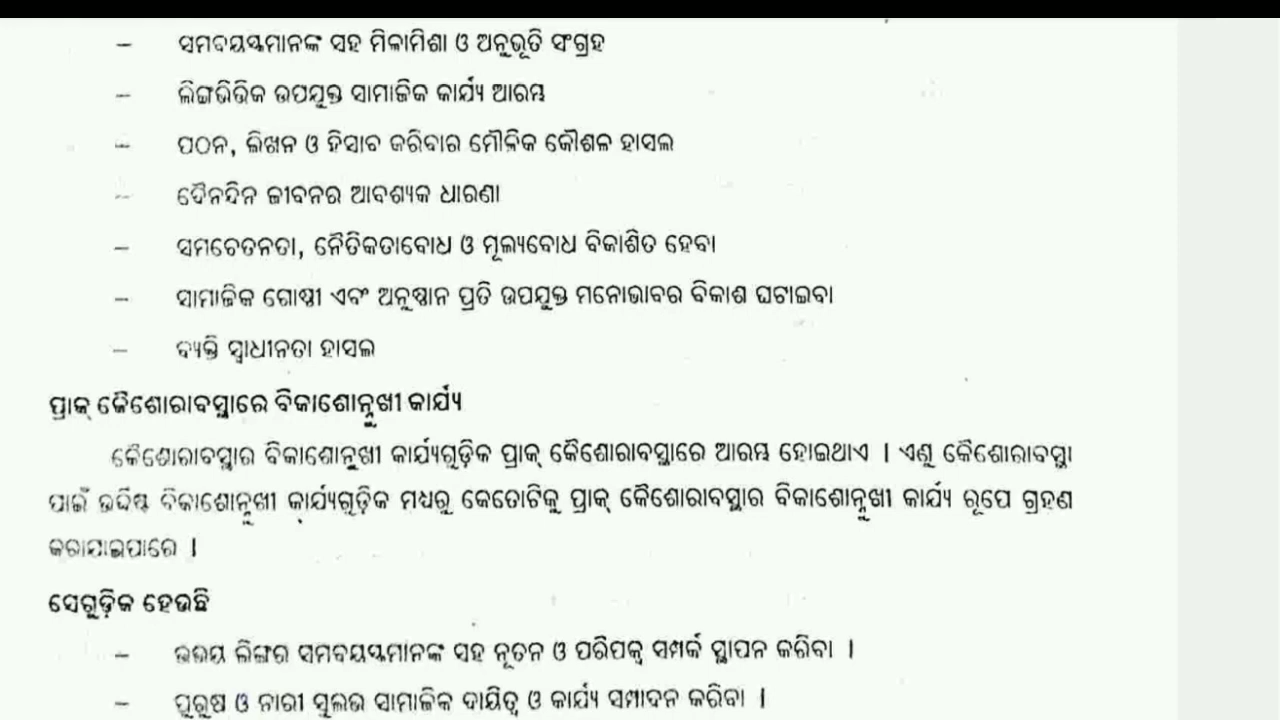 – ସମବୟସ୍କମାନଙ୍କ ସହ ମିଳାମିଶା ଓ ଅନୁଭୂତି ସଂଗ୍ରହ
– ଲିଙ୍ଗଭିତ୍ତିକ ଉପଯୁକ୍ତ ସାମାଜିକ କାର୍ଯ୍ୟ ଆରମ୍ଭ
– ପଠନ, ଲିଖନ ଓ ହିସାବ କରିବାର ମୌଳିକ କୌଶଳ ହାସଲ
– ଦୈନନ୍ଦିନ ଜୀବନର ଆବଶ୍ୟକ ଧାରଣା
– ସମଚେତନତା, ନୈତିକତାବୋଧ ଓ ମୂଲ୍ୟବୋଧ ବିକାଶିତ ହେବା
– ସାମାଜିକ ଗୋଷ୍ଠୀ ଏବଂ ଅନୁଷ୍ଠାନ ପ୍ରତି ଉପଯୁକ୍ତ ମନୋଭାବର ବିକାଶ ଘଟାଇବା
– ବ୍ୟକ୍ତି ସ୍ୱାଧୀନତା ହାସଲ
ପ୍ରାକ୍ କୈଶୋରାବସ୍ଥାରେ ବିକାଶୋନ୍ମୁଖୀ କାର୍ଯ୍ୟ
କୈଶୋରାବସ୍ଥାର ବିକାଶୋନ୍ମୁଖୀ କାର୍ଯ୍ୟଗୁଡ଼ିକ ପ୍ରାକ୍ କୈଶୋରାବସ୍ଥାରେ ଆରମ୍ଭ ହୋଇଥାଏ । ଏଣୁ କୈଶୋରାବସ୍ଥା
ପାଇଁ ଉଦ୍ଦିଷ୍ଟ ବିକାଶୋନ୍ମୁଖୀ କାର୍ଯ୍ୟଗୁଡ଼ିକ ମଧ୍ୟରୁ କେତୋଟିକୁ ପ୍ରାକ୍ କୈଶୋରାବସ୍ଥାର ବିକାଶୋନ୍ମୁଖୀ କାର୍ଯ୍ୟ ରୂପେ ଗ୍ରହଣ
କରାଯାଇପାରେ ।
ସେଗୁଡ଼ିକ ହେଉଛି
– ଉଭୟ ଲିଙ୍ଗର ସମବୟସ୍କମାନଙ୍କ ସହ ନୂତନ ଓ ପରିପକ୍ୱ ସମ୍ପର୍କ ସ୍ଥାପନ କରିବା ।
– ପୁରୁଷ ଓ ନାରୀ ସୁଲଭ ସାମାଜିକ ଦାୟିତ୍ୱ ଓ କାର୍ଯ୍ୟ ସମ୍ପାଦନ କରିବା ।